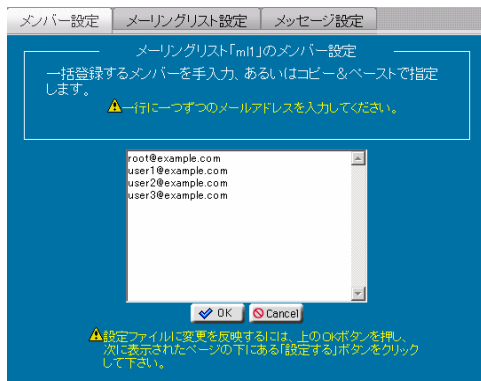 メンバー設定 メーリングリスト設定 メッセージ設定
メーリングリスト「ml1」のメンバー設定
一括登録するメンバーを手入力、あるいはコピー＆ペーストで指定
します。
一行に一つずつのメールアドレスを入力してください。
root@example.com
user1@example.com
user2@example.com
user3@example.com
OK Cancel
設定ファイルに変更を反映するには、上のOKボタンを押し、
次に表示されたページの下にある「設定する」ボタンをクリック
して下さい。